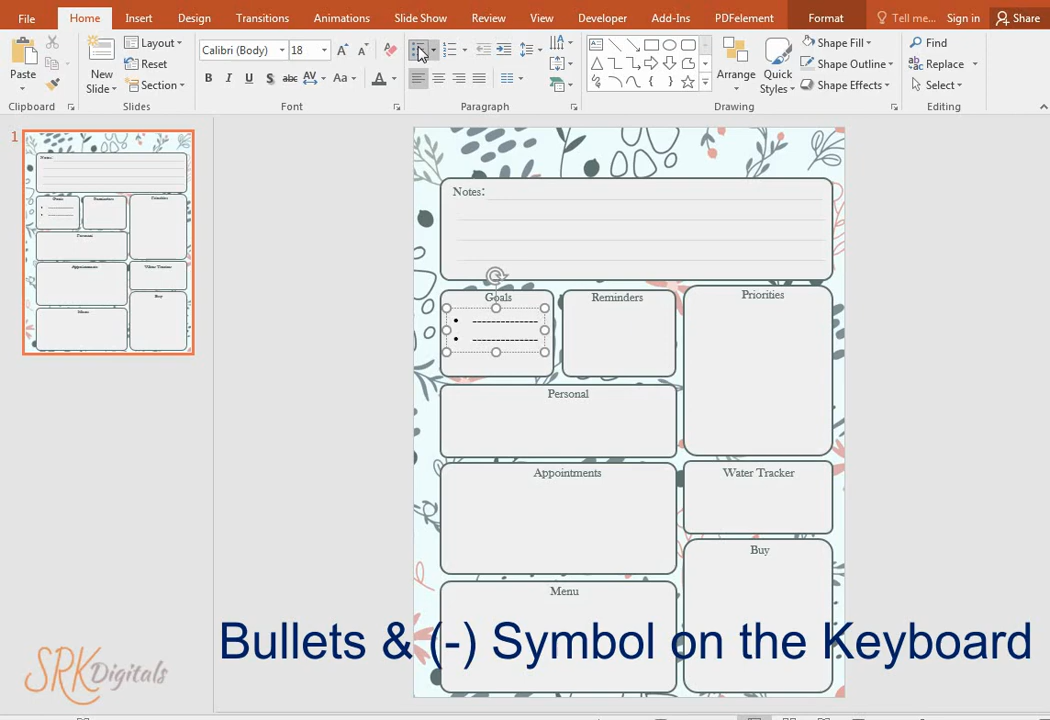 File Home Insert Design Transitions Animations Slide Show Review View Developer Add-Ins PDFelement Format Tell me... Sign in Share
Paste
New Slide
Layout
Reset
Section
Calibri (Body) 18
B I U S abc AV Aa A
Arrange
Quick Styles
Shape Fill
Shape Outline
Shape Effects
Find
Replace
Select
Clipboard Slides Font Paragraph Drawing Editing
1
Notes:
Goals
• --------------
• --------------
Reminders
Priorities
Personal
Appointments
Water Tracker
Buy
Menu
Bullets & (-) Symbol on the Keyboard
SRK Digitals